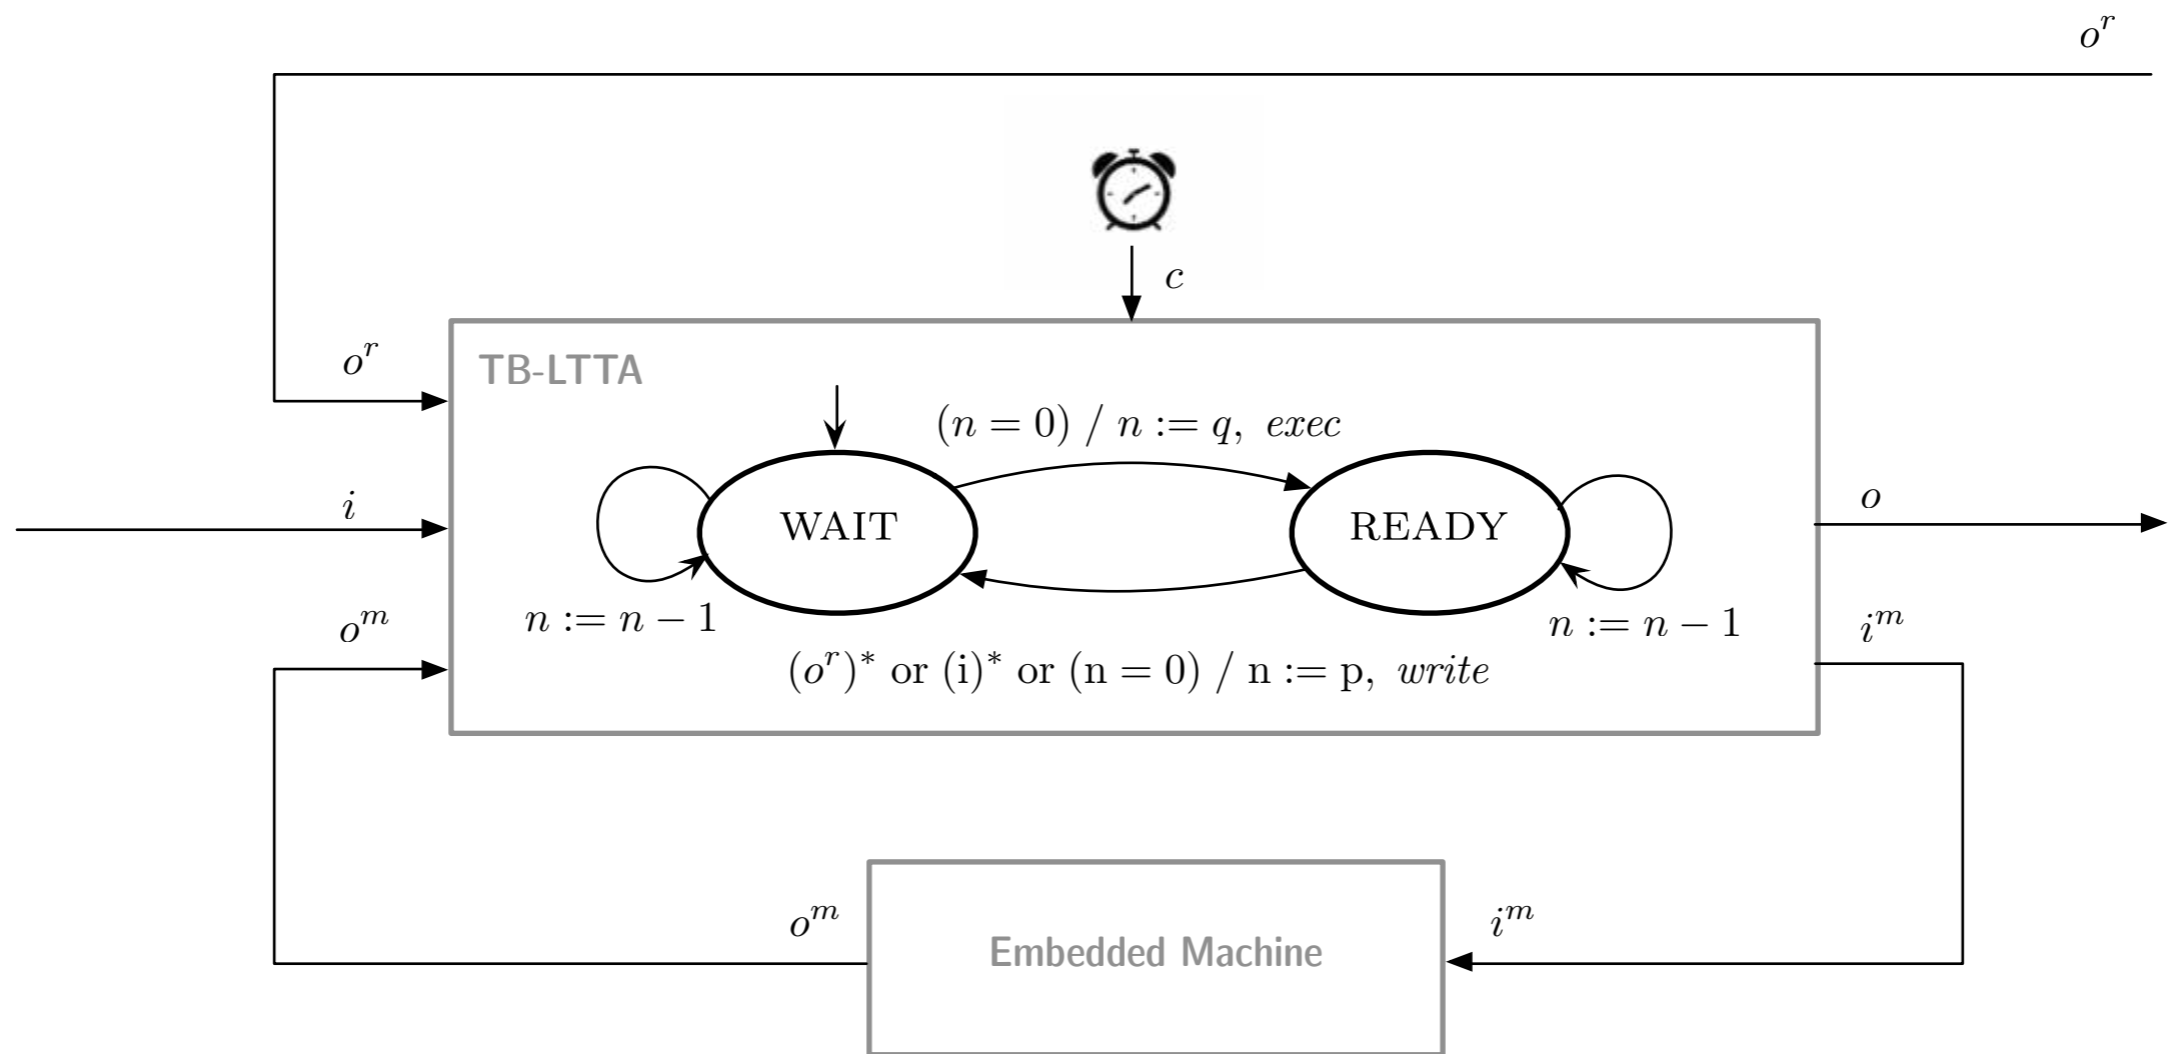 o^r
c
o^r
TB-LTTA
(n = 0) / n := q, exec
i
WAIT
READY
o
n := n − 1
n := n − 1
o^m
i^m
(o^r)* or (i)* or (n = 0) / n := p, write
o^m
Embedded Machine
i^m